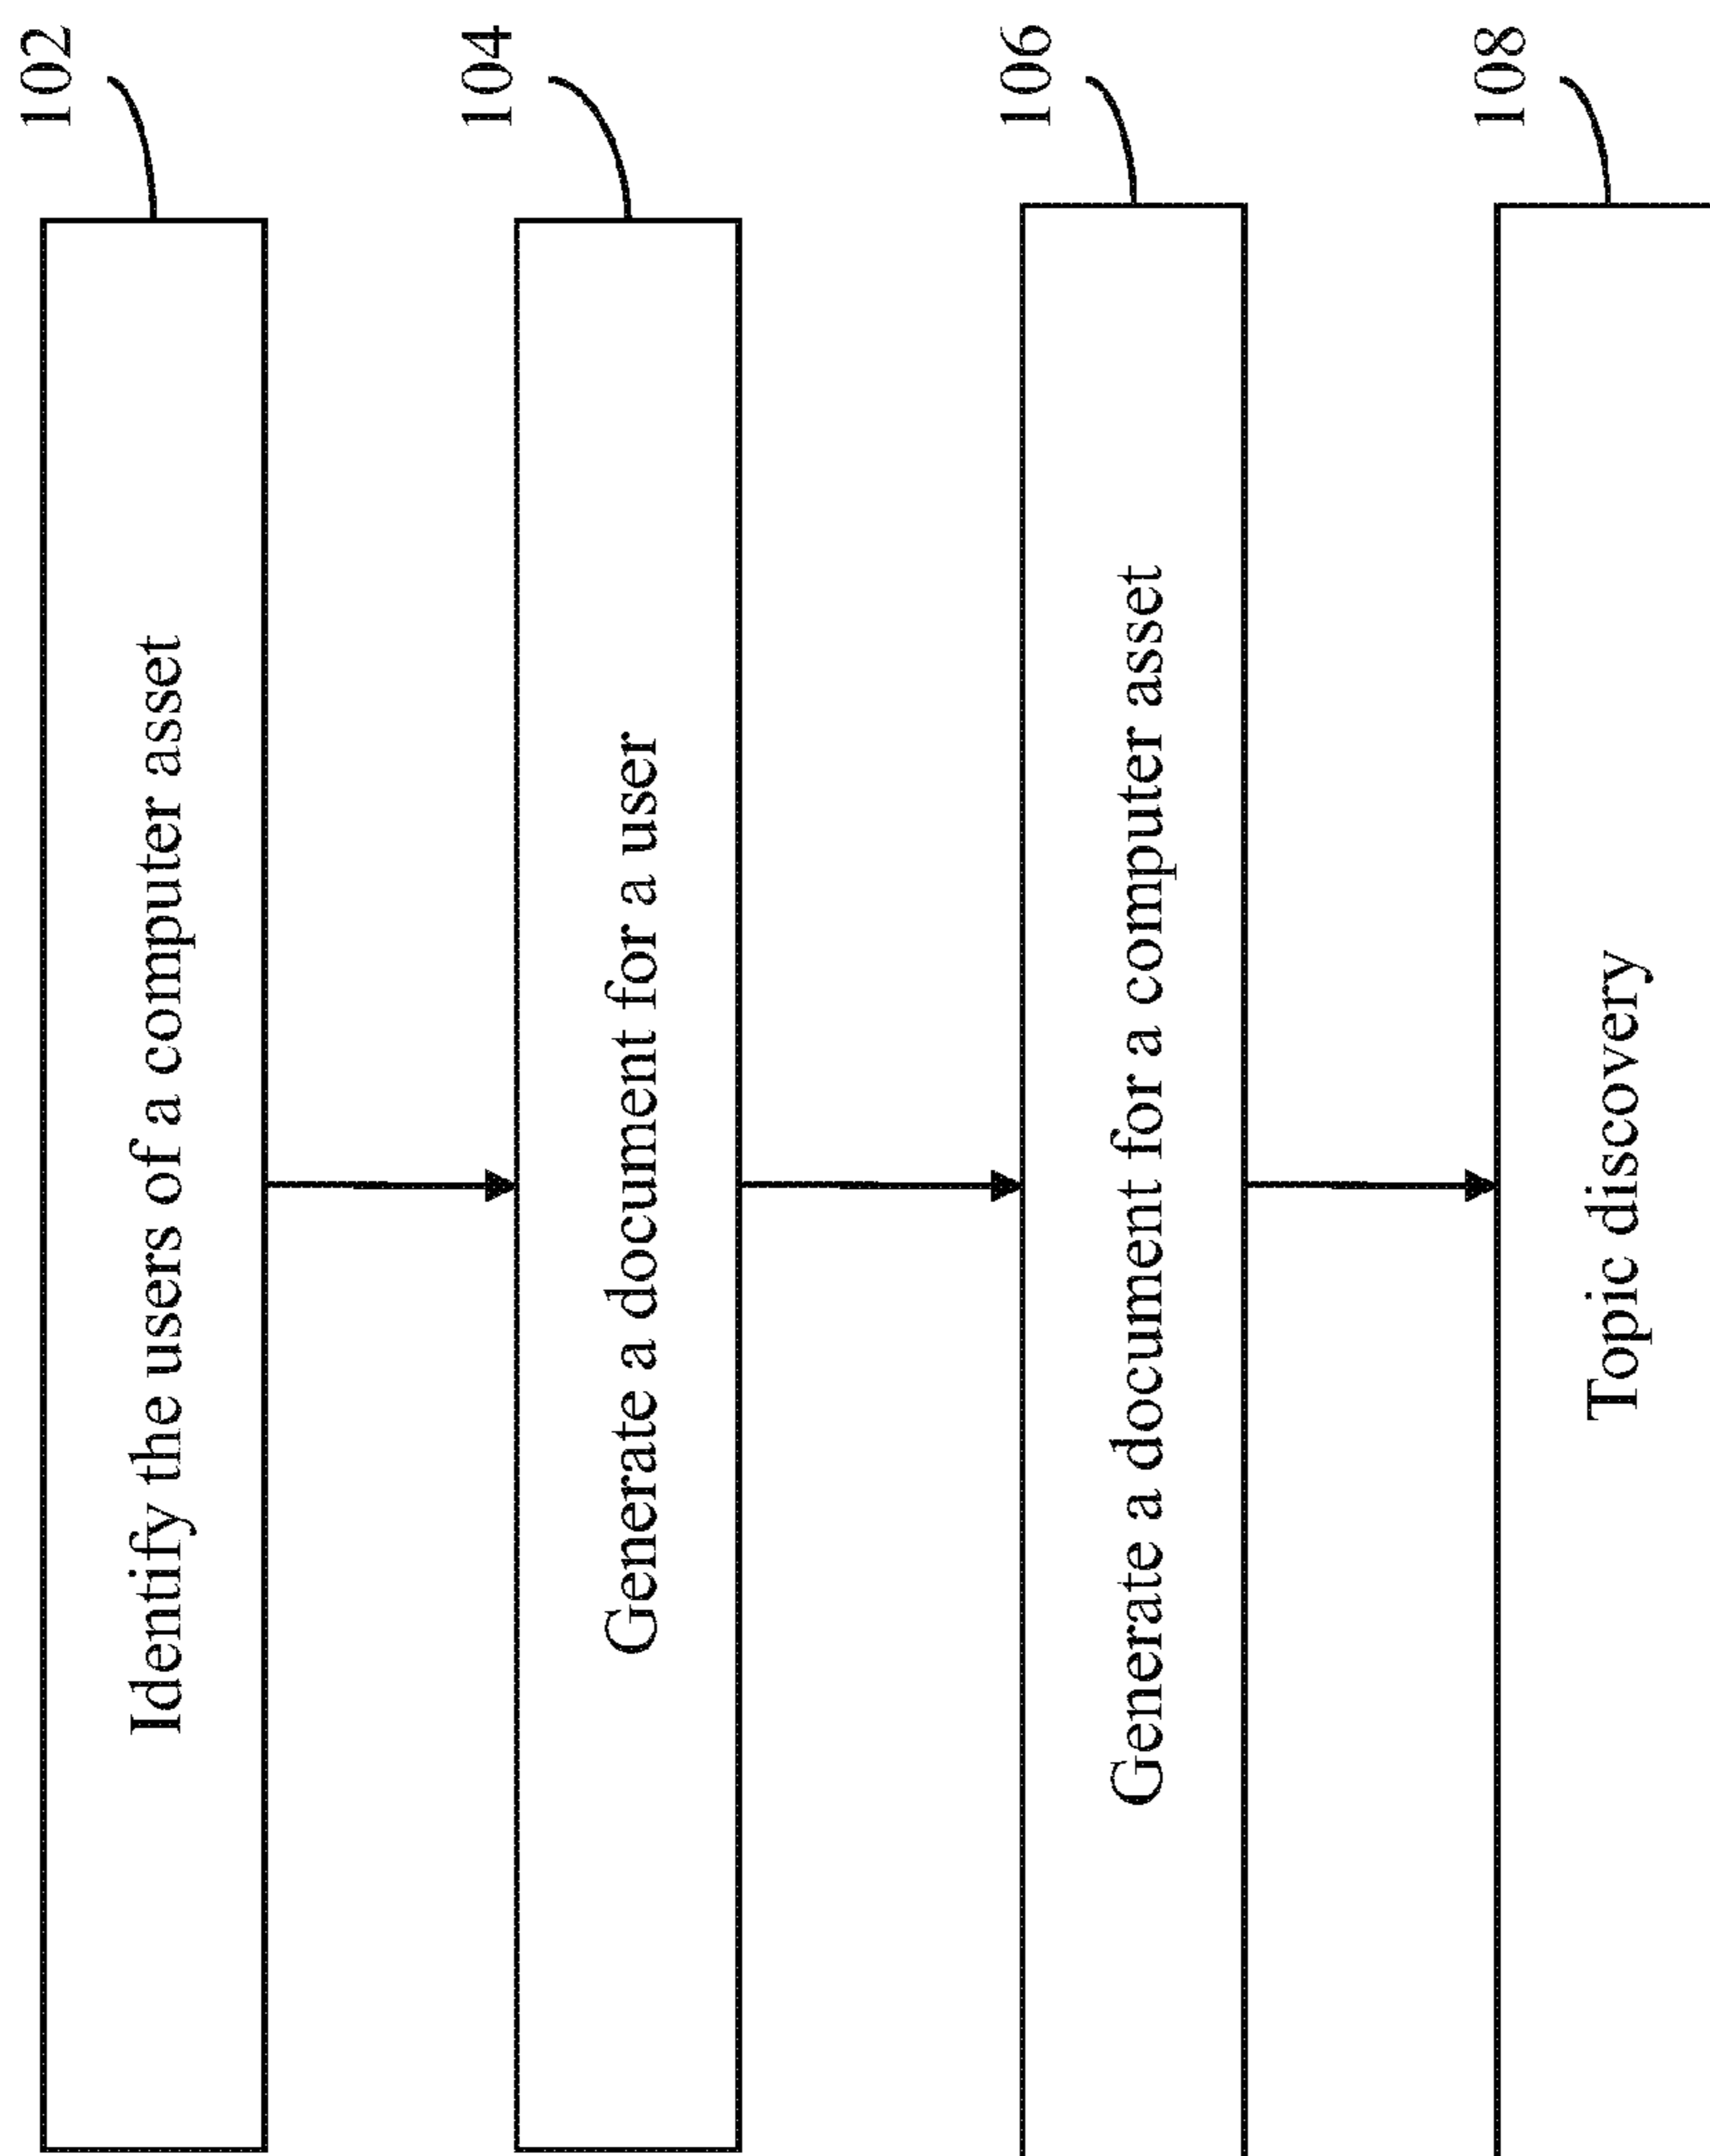 102
Identify the users of a computer asset
104
Generate a document for a user
106
Generate a document for a computer asset
108
Topic discovery